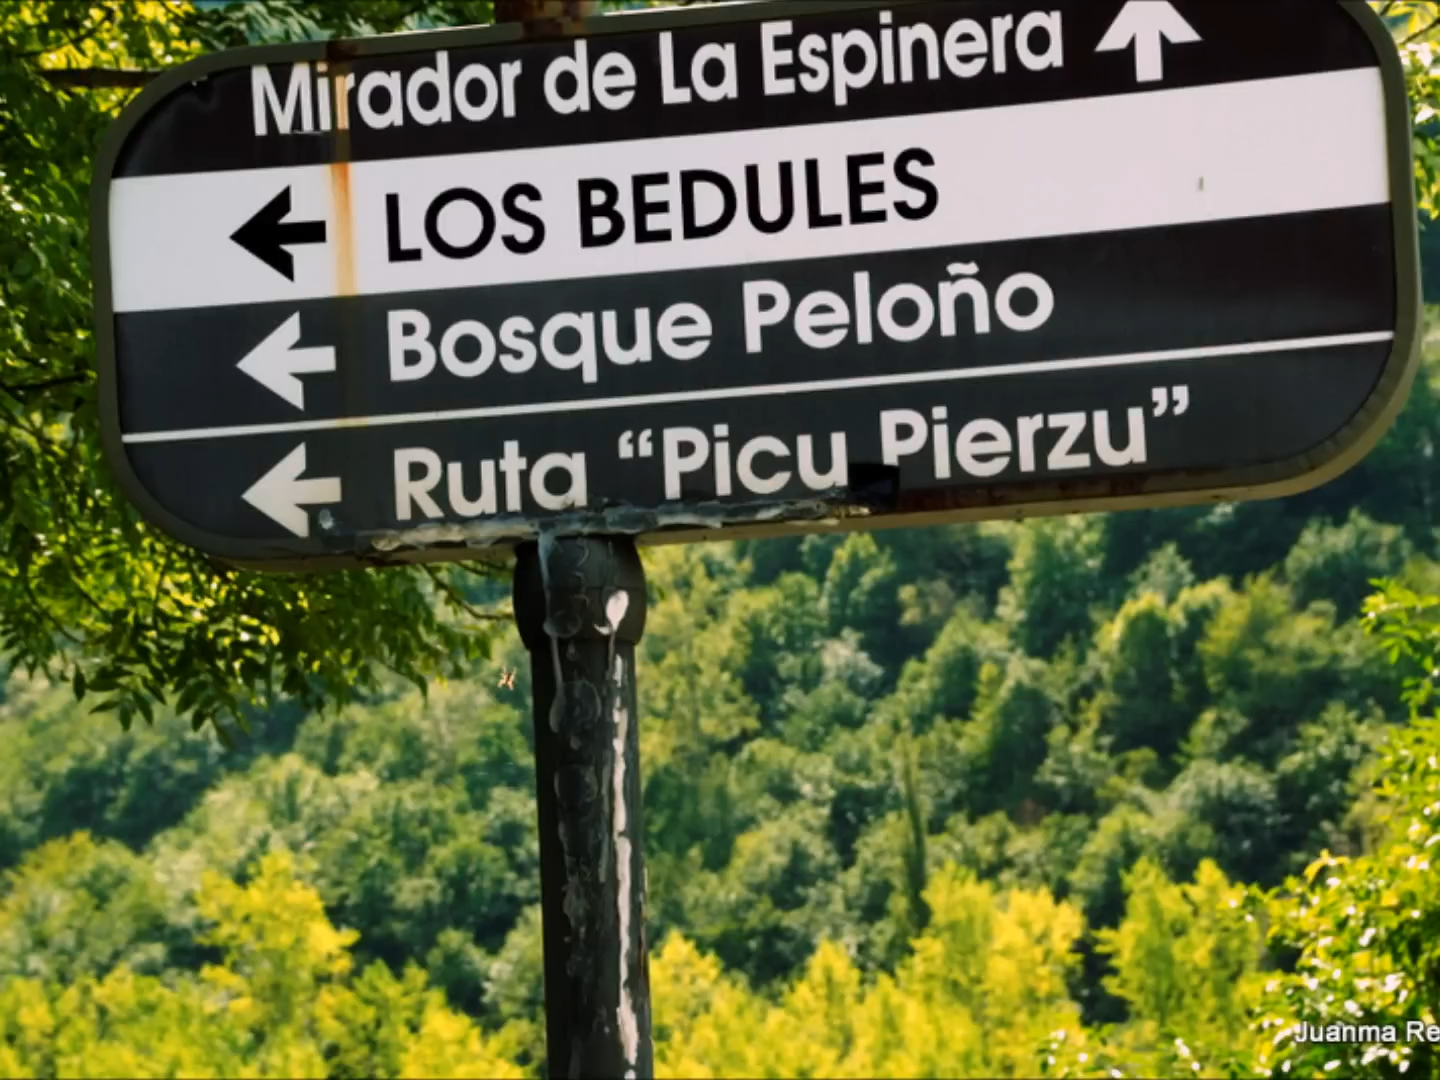 Mirador de La Espinera
LOS BEDULES
Bosque Peloño
Ruta “Picu Pierzu”
Juanma Re